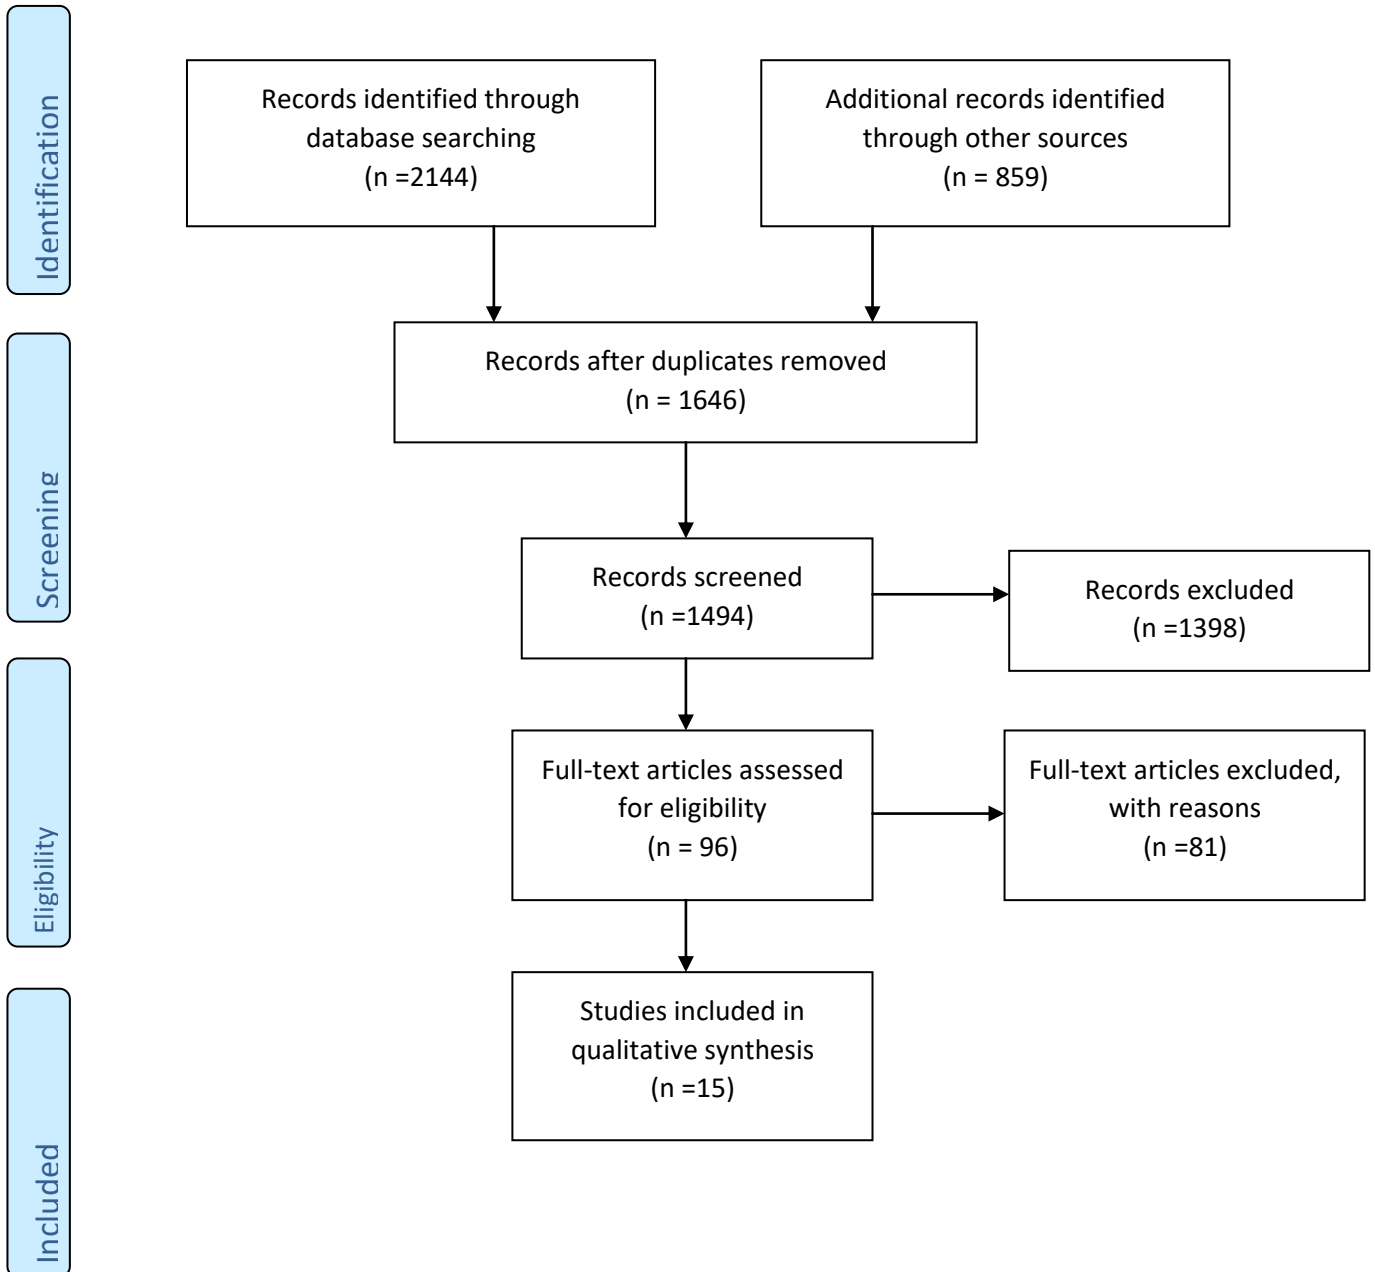 Identification
Records identified through
database searching
(n =2144)
Additional records identified
through other sources
(n = 859)
Screening
Records after duplicates removed
(n = 1646)
Records screened
(n =1494)
Records excluded
(n =1398)
Eligibility
Full-text articles assessed
for eligibility
(n = 96)
Full-text articles excluded,
with reasons
(n =81)
Included
Studies included in
qualitative synthesis
(n =15)